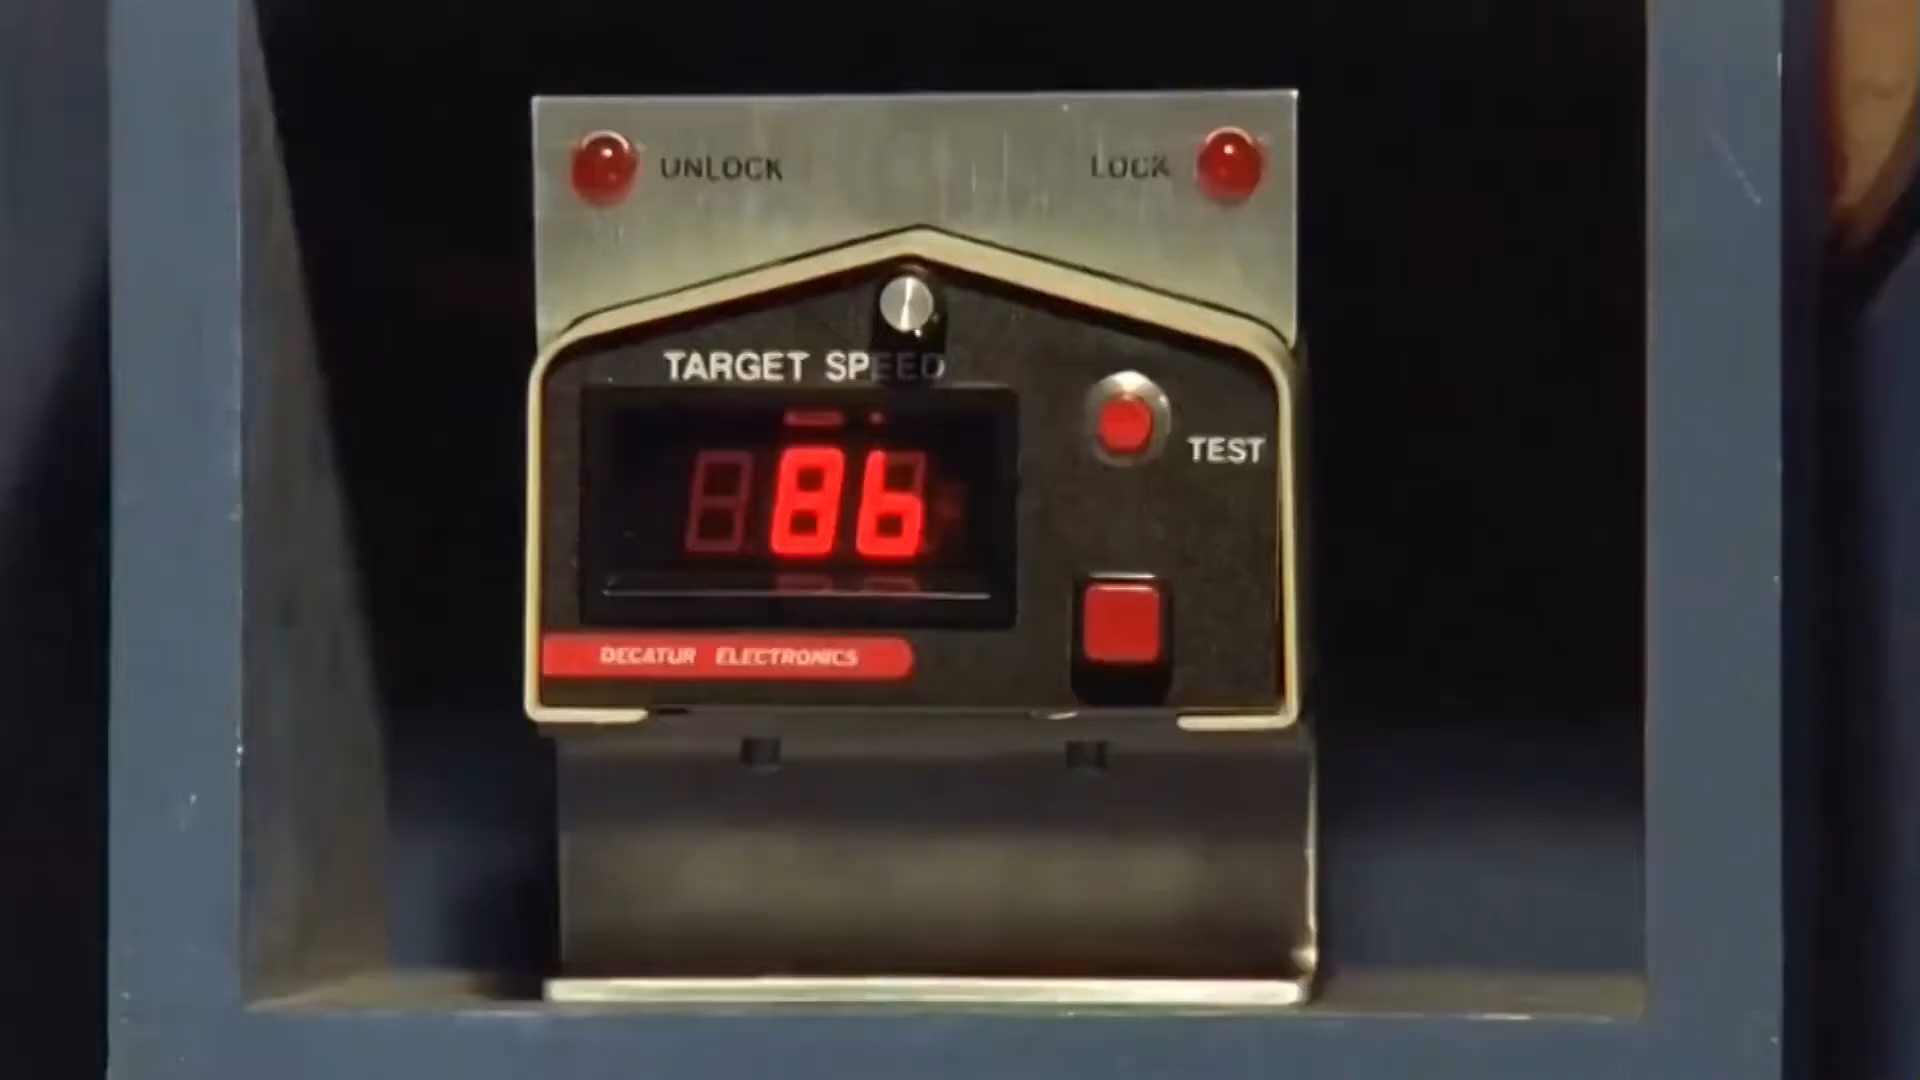 UNLOCK LOCK
TARGET SPEED
86
TEST
DECATUR ELECTRONICS